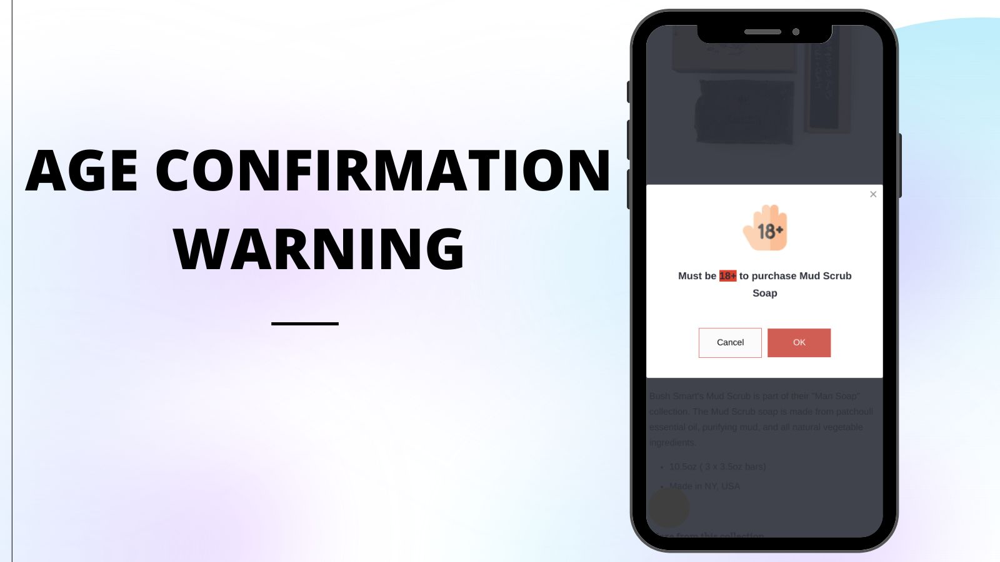 AGE CONFIRMATION
WARNING
18+
Must be 18+ to purchase Mud Scrub
Soap
Cancel
OK
Bush Smart's Mud Scrub is part of their "Man Soap"
collection. The Mud Scrub soap is made from patchouli
essential oil, purifying mud, and all natural vegetable
ingredients.
• 10.5oz ( 3 x 3.5oz bars)
• Made in NY, USA
from this collection